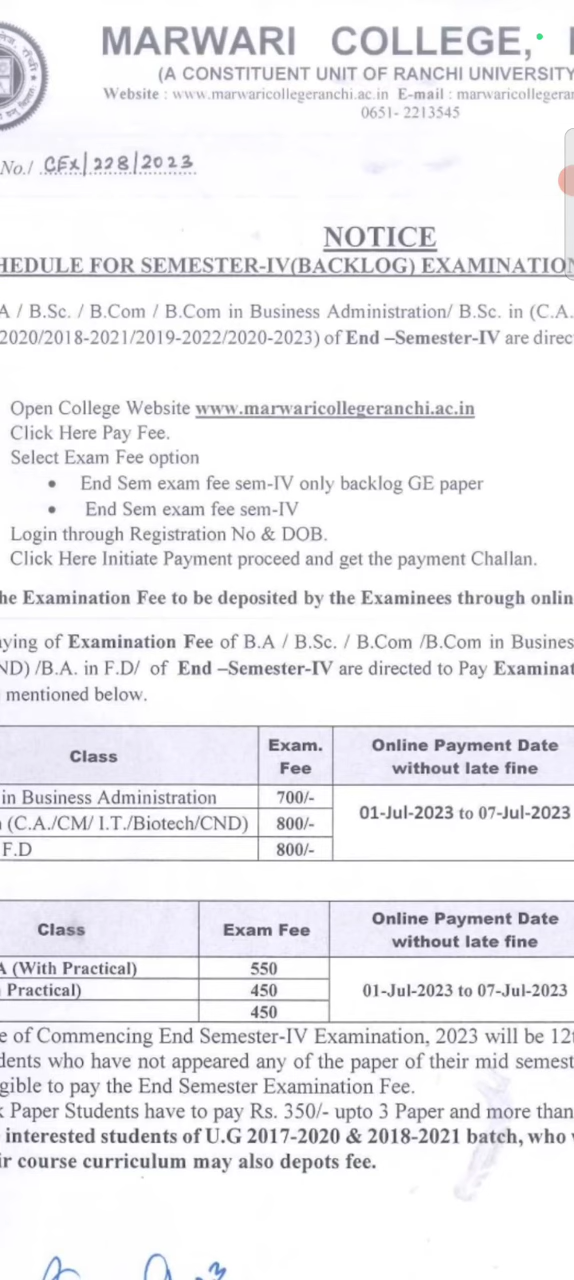 MARWARI COLLEGE,
(A CONSTITUENT UNIT OF RANCHI UNIVERSITY
Website : www.marwaricollegeranchi.ac.in E-mail : marwaricollegeran
0651- 2213545
No./ CEx/228/2023
NOTICE
HEDULE FOR SEMESTER-IV(BACKLOG) EXAMINATION
A / B.Sc. / B.Com / B.Com in Business Administration/ B.Sc. in (C.A.
2020/2018-2021/2019-2022/2020-2023) of End –Semester-IV are direct
Open College Website www.marwaricollegeranchi.ac.in
Click Here Pay Fee.
Select Exam Fee option
• End Sem exam fee sem-IV only backlog GE paper
• End Sem exam fee sem-IV
Login through Registration No & DOB.
Click Here Initiate Payment proceed and get the payment Challan.
he Examination Fee to be deposited by the Examinees through onlin
aying of Examination Fee of B.A / B.Sc. / B.Com /B.Com in Business
ND) /B.A. in F.D/ of End –Semester-IV are directed to Pay Examinat
mentioned below.
Class Exam. Fee Online Payment Date without late fine
in Business Administration 700/- 01-Jul-2023 to 07-Jul-2023
(C.A./CM/ I.T./Biotech/CND) 800/-
F.D 800/-
Class Exam Fee Online Payment Date without late fine
A (With Practical) 550 01-Jul-2023 to 07-Jul-2023
Practical) 450
450
e of Commencing End Semester-IV Examination, 2023 will be 12t
dents who have not appeared any of the paper of their mid semest
gible to pay the End Semester Examination Fee.
k Paper Students have to pay Rs. 350/- upto 3 Paper and more than
interested students of U.G 2017-2020 & 2018-2021 batch, who
ir course curriculum may also depots fee.